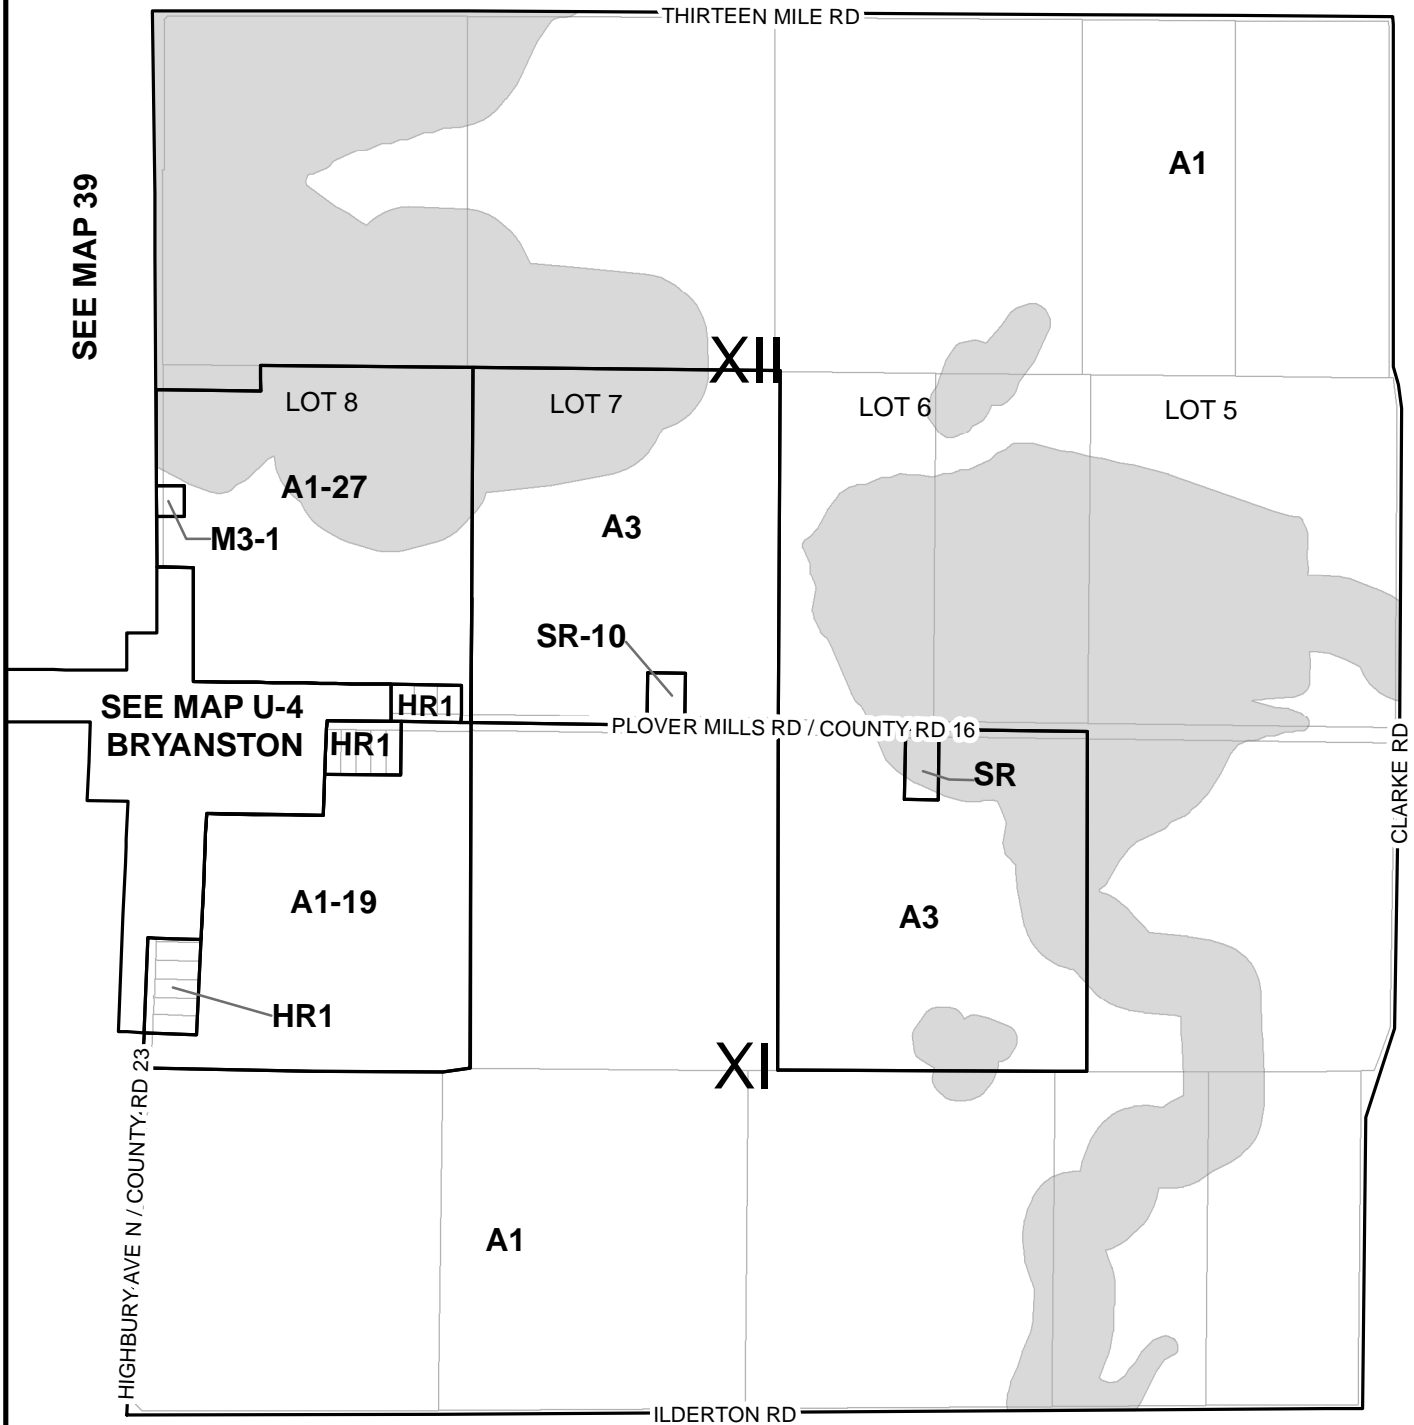 THIRTEEN MILE RD
A1
SEE MAP 39
XII
LOT 8
LOT 7
LOT 6
LOT 5
A1-27
A3
M3-1
SR-10
SEE MAP U-4
BRYANSTON
HR1
HR1
PLOVER MILLS RD / COUNTY RD 16
SR
CLARKE RD
A1-19
A3
HR1
XI
HIGHBURY AVE N / COUNTY RD 23
A1
ILDERTON RD